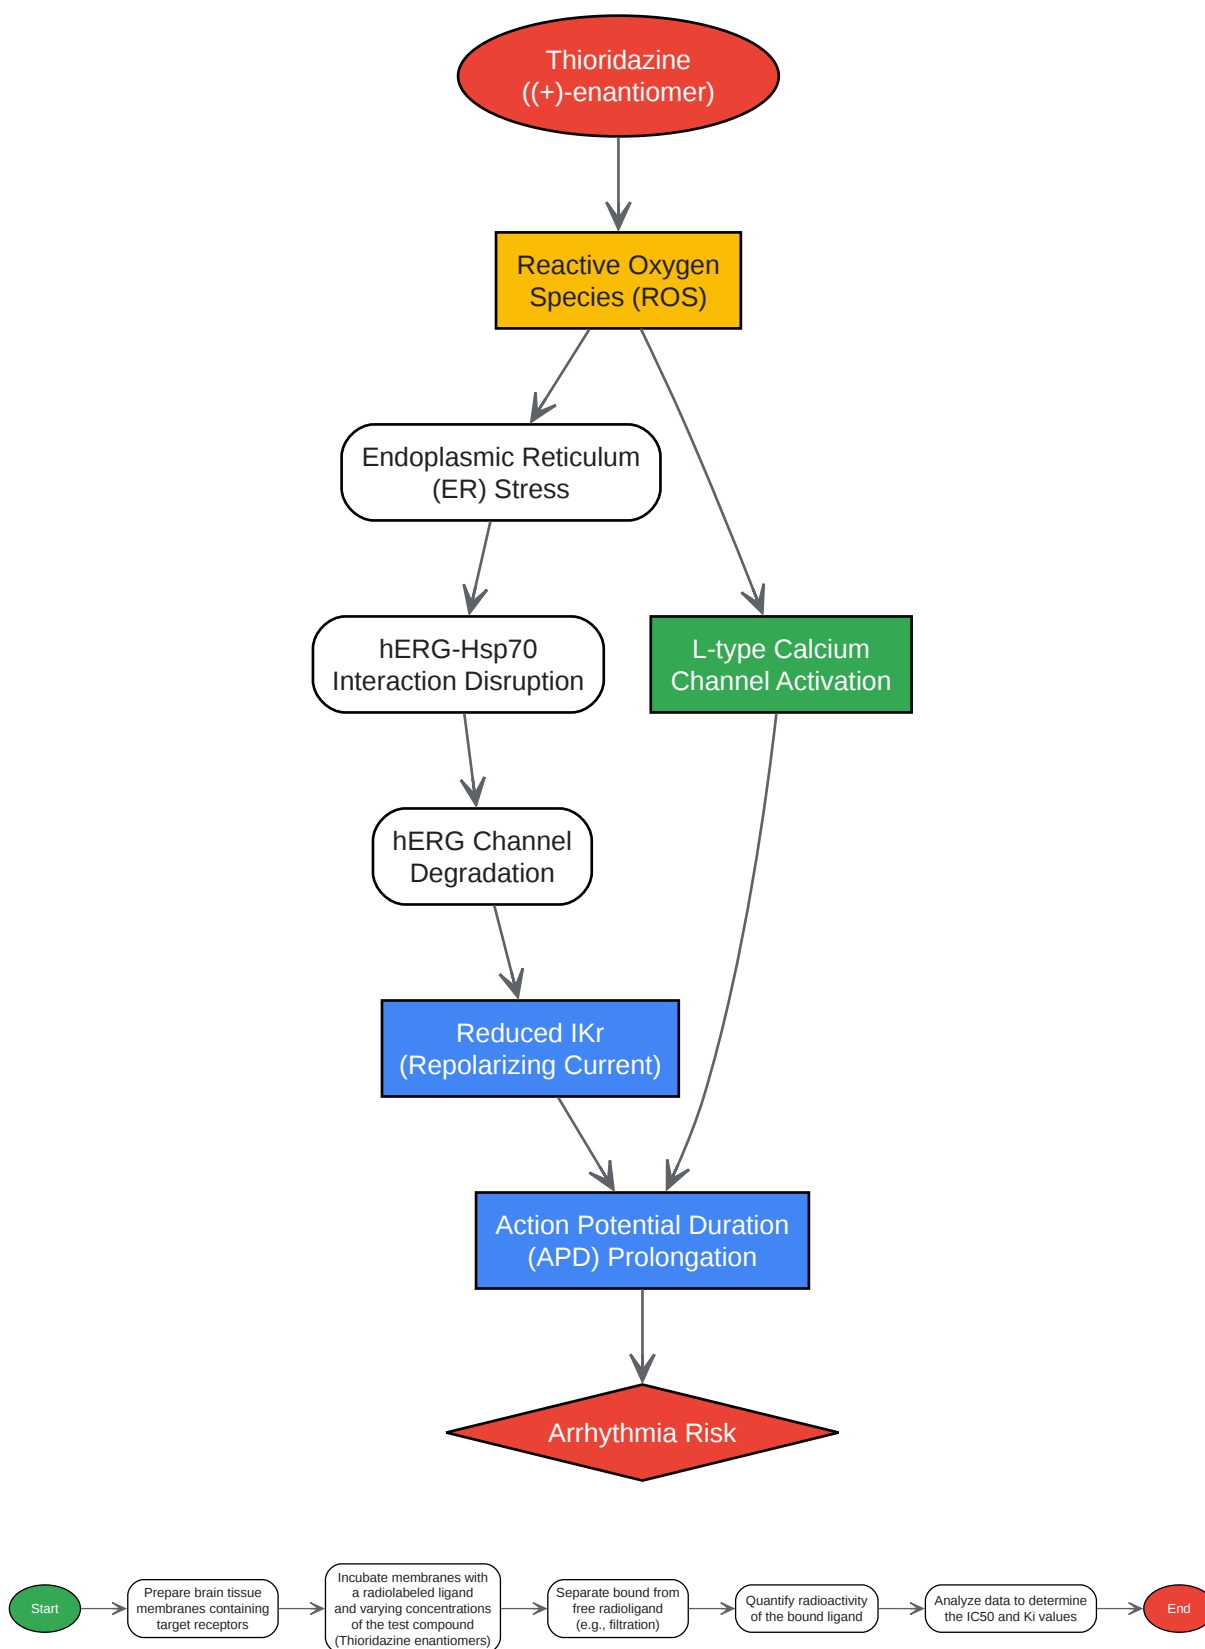 Thioridazine
((+)-enantiomer)
Reactive Oxygen
Species (ROS)
Endoplasmic Reticulum
(ER) Stress
hERG-Hsp70
Interaction Disruption
L-type Calcium
Channel Activation
hERG Channel
Degradation
Reduced IKr
(Repolarizing Current)
Action Potential Duration
(APD) Prolongation
Arrhythmia Risk
Start
Prepare brain tissue
membranes containing
target receptors
Incubate membranes with
a radiolabeled ligand
and varying concentrations
of the test compound
(Thioridazine enantiomers)
Separate bound from
free radioligand
(e.g., filtration)
Quantify radioactivity
of the bound ligand
Analyze data to determine
the IC50 and Ki values
End